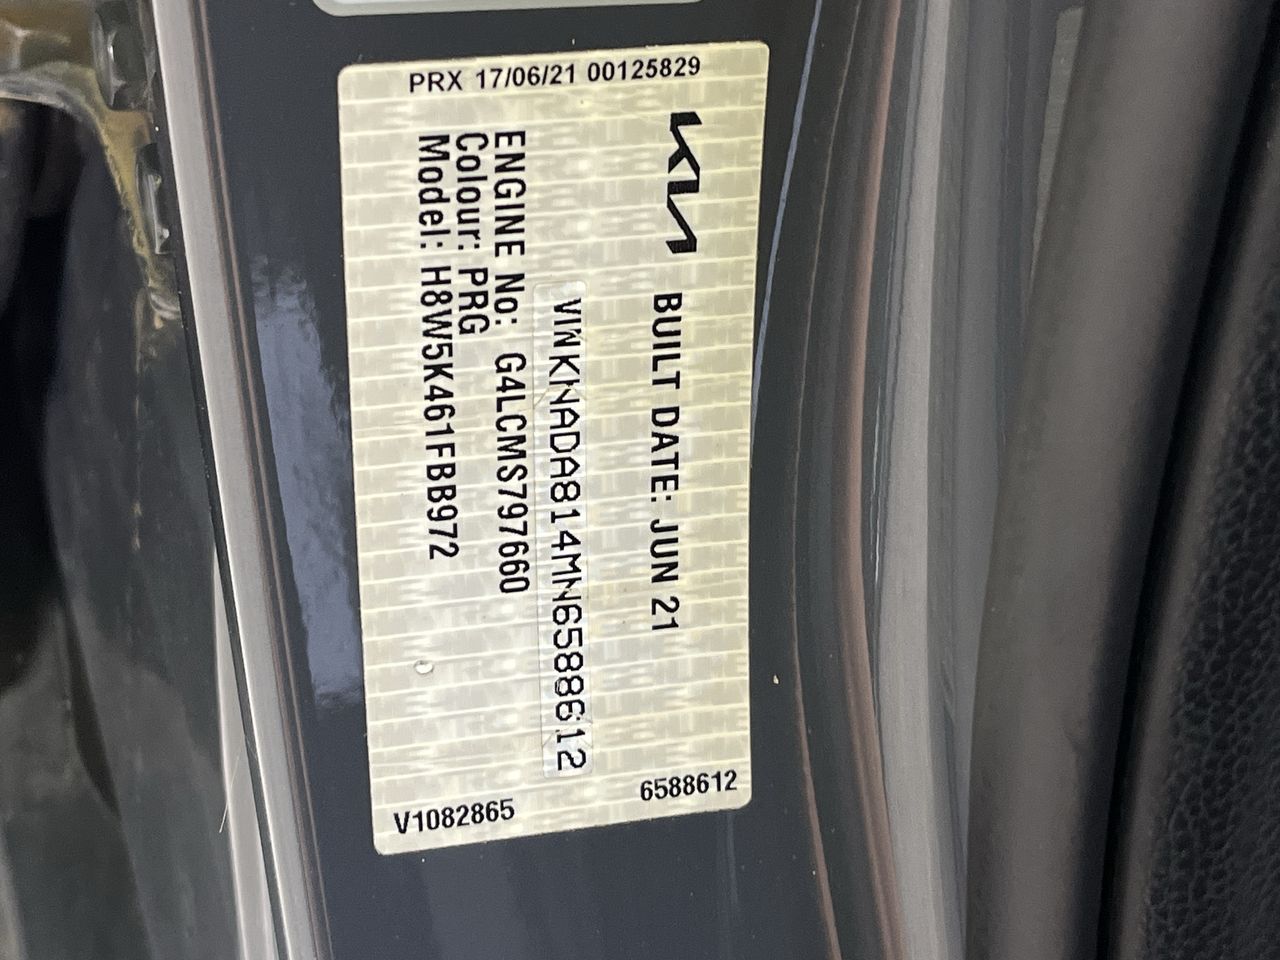 PRX 17/06/21 00125829
KIA
BUILT DATE: JUN 21
VIN KNADA814MN6588612
ENGINE No: G4LCMS797660
Colour: PRG
Model: H8W5K461FBB972
6588612
V1082865